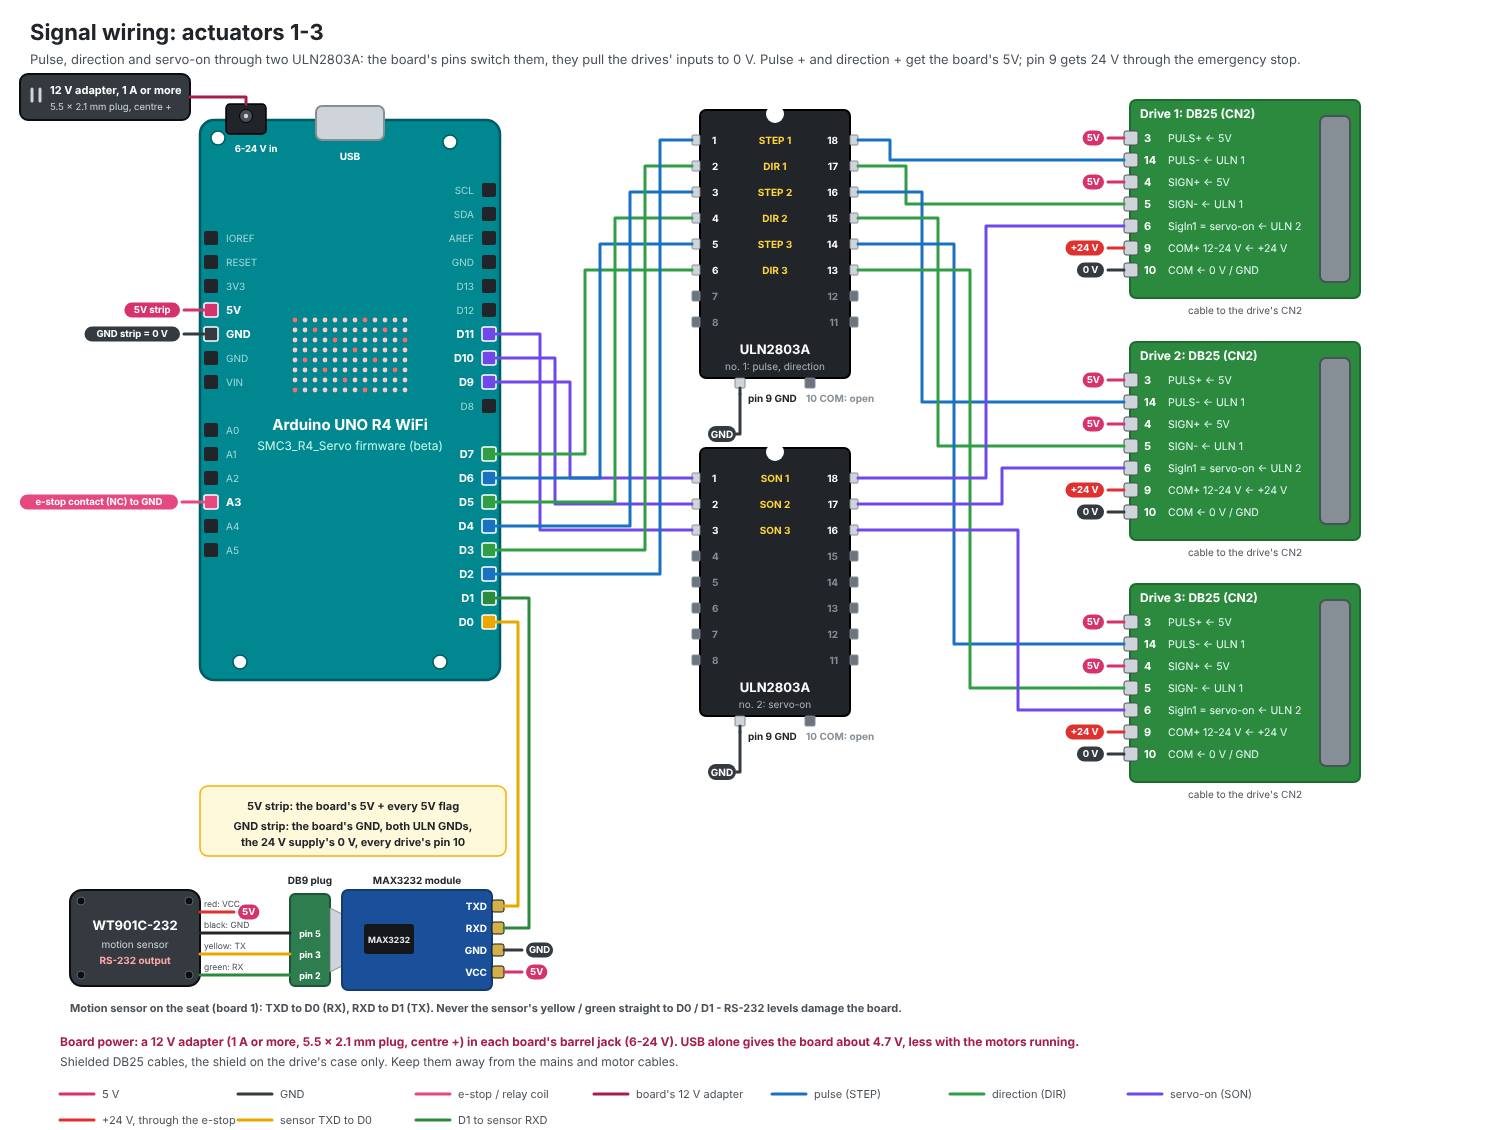 Signal wiring: actuators 1-3
Pulse, direction and servo-on through two ULN2803A: the board's pins switch them, they pull the drives' inputs to 0 V. Pulse + and direction + get the board's 5V; pin 9 gets 24 V through the emergency stop.
12 V adapter, 1 A or more
5.5 × 2.1 mm plug, centre +
6-24 V in
USB
SCL
SDA
IOREF
AREF
RESET
GND
3V3
D13
5V strip
5V
D12
GND strip = 0 V
GND
D11
GND
D10
VIN
D9
D8
Arduino UNO R4 WiFi
SMC3_R4_Servo firmware (beta)
A0
A1
D7
A2
D6
e-stop contact (NC) to GND
A3
D5
A4
D4
A5
D3
D2
D1
D0
1 STEP 1 18
2 DIR 1 17
3 STEP 2 16
4 DIR 2 15
5 STEP 3 14
6 DIR 3 13
7 12
8 11
ULN2803A
no. 1: pulse, direction
pin 9 GND 10 COM: open
GND
1 SON 1 18
2 SON 2 17
3 SON 3 16
4 15
5 14
6 13
7 12
8 11
ULN2803A
no. 2: servo-on
pin 9 GND 10 COM: open
GND
Drive 1: DB25 (CN2)
5V 3 PULS+ ← 5V
14 PULS- ← ULN 1
5V 4 SIGN+ ← 5V
5 SIGN- ← ULN 1
6 SigIn1 = servo-on ← ULN 2
+24 V 9 COM+ 12-24 V ← +24 V
0 V 10 COM ← 0 V / GND
cable to the drive's CN2
Drive 2: DB25 (CN2)
5V 3 PULS+ ← 5V
14 PULS- ← ULN 1
5V 4 SIGN+ ← 5V
5 SIGN- ← ULN 1
6 SigIn1 = servo-on ← ULN 2
+24 V 9 COM+ 12-24 V ← +24 V
0 V 10 COM ← 0 V / GND
cable to the drive's CN2
Drive 3: DB25 (CN2)
5V 3 PULS+ ← 5V
14 PULS- ← ULN 1
5V 4 SIGN+ ← 5V
5 SIGN- ← ULN 1
6 SigIn1 = servo-on ← ULN 2
+24 V 9 COM+ 12-24 V ← +24 V
0 V 10 COM ← 0 V / GND
cable to the drive's CN2
5V strip: the board's 5V + every 5V flag
GND strip: the board's GND, both ULN GNDs,
the 24 V supply's 0 V, every drive's pin 10
WT901C-232
motion sensor
RS-232 output
red: VCC
5V
black: GND
yellow: TX
green: RX
DB9 plug
pin 5
pin 3
pin 2
MAX3232 module
MAX3232
TXD
RXD
GND GND
VCC 5V
Motion sensor on the seat (board 1): TXD to D0 (RX), RXD to D1 (TX). Never the sensor's yellow / green straight to D0 / D1 - RS-232 levels damage the board.
Board power: a 12 V adapter (1 A or more, 5.5 × 2.1 mm plug, centre +) in each board's barrel jack (6-24 V). USB alone gives the board about 4.7 V, less with the motors running.
Shielded DB25 cables, the shield on the drive's case only. Keep them away from the mains and motor cables.
5 V GND e-stop / relay coil board's 12 V adapter pulse (STEP) direction (DIR) servo-on (SON)
+24 V, through the e-stop sensor TXD to D0 D1 to sensor RXD